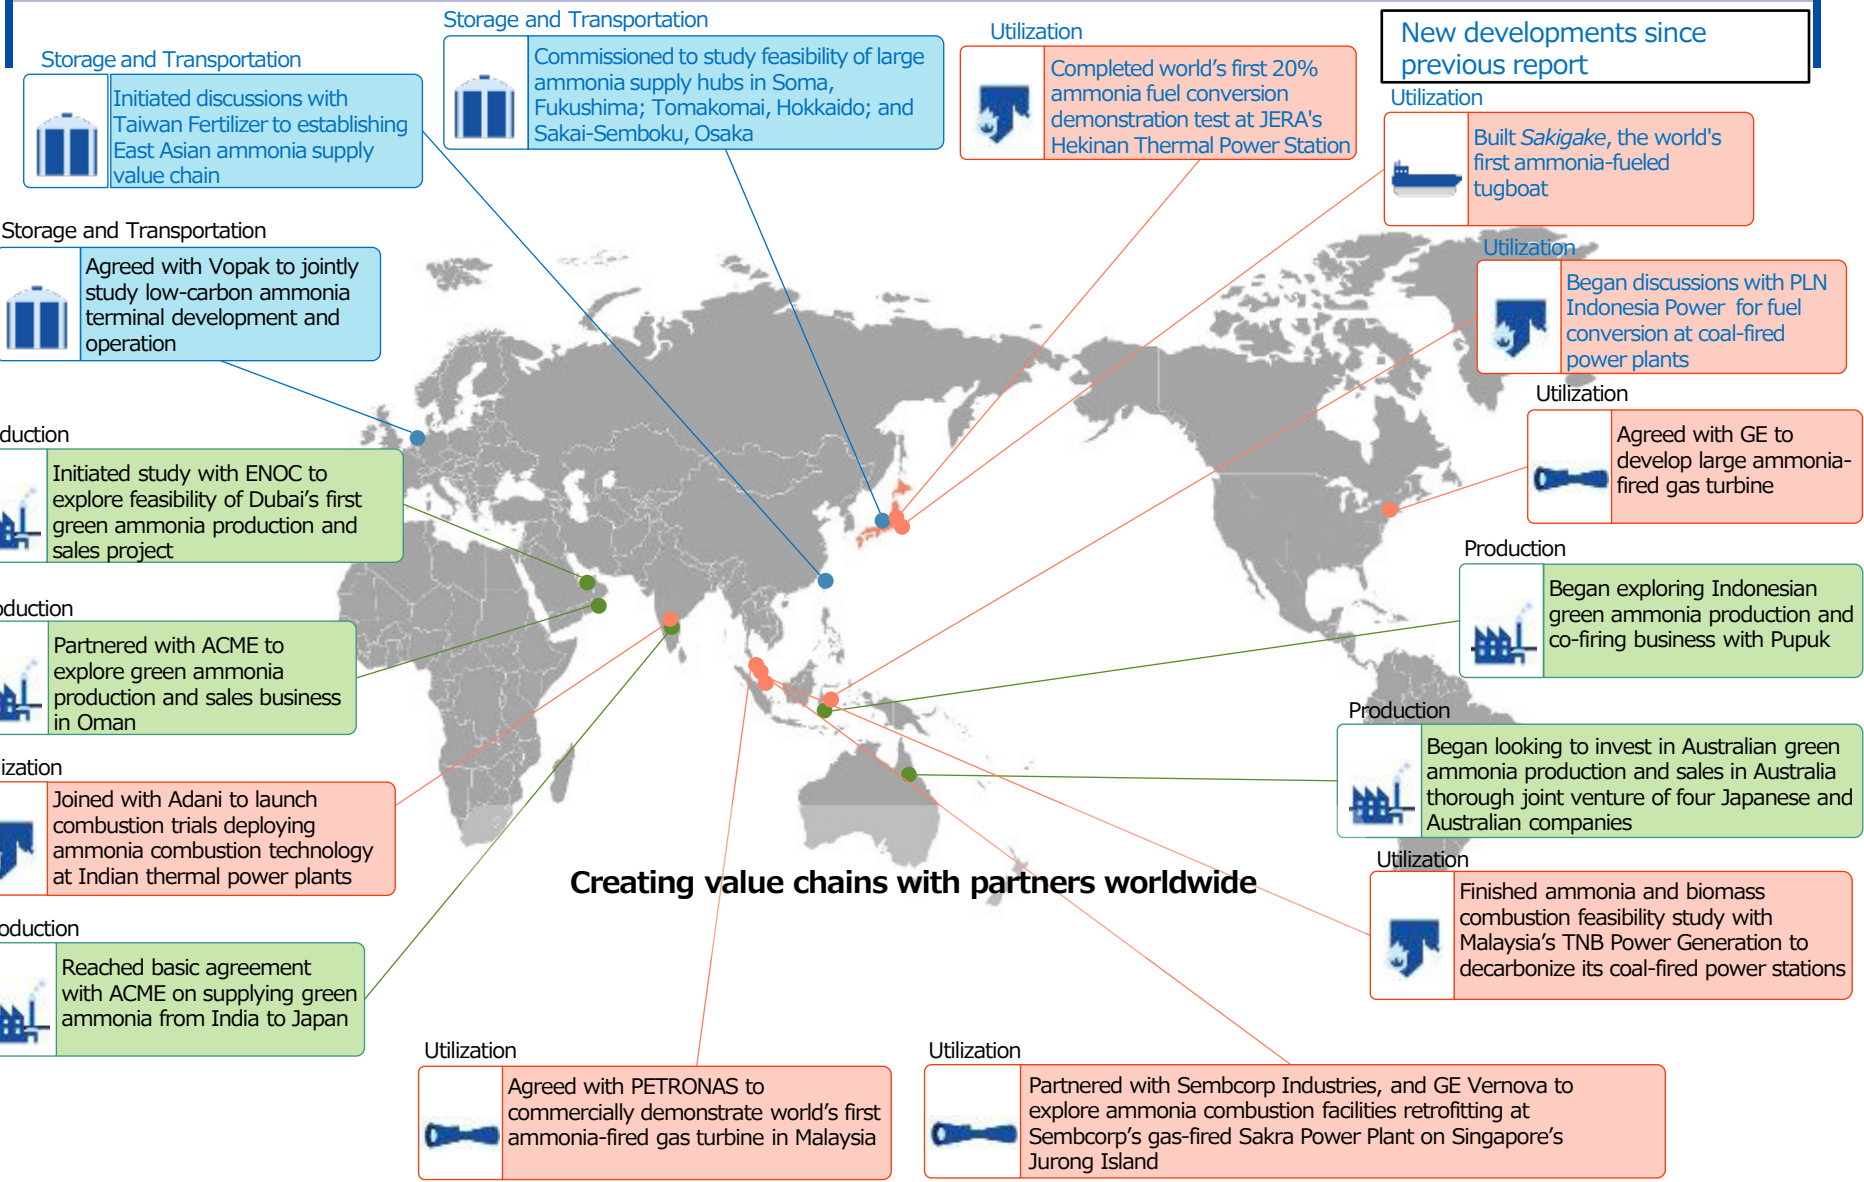 Storage and Transportation
Initiated discussions with
Taiwan Fertilizer to establishing
East Asian ammonia supply
value chain
Storage and Transportation
Commissioned to study feasibility of large
ammonia supply hubs in Soma,
Fukushima; Tomakomai, Hokkaido; and
Sakai-Semboku, Osaka
Utilization
Completed world’s first 20%
ammonia fuel conversion
demonstration test at JERA's
Hekinan Thermal Power Station
New developments since
previous report
Utilization
Built Sakigake, the world's
first ammonia-fueled
tugboat
Storage and Transportation
Agreed with Vopak to jointly
study low-carbon ammonia
terminal development and
operation
Utilization
Began discussions with PLN
Indonesia Power for fuel
conversion at coal-fired
power plants
Utilization
Agreed with GE to
develop large ammonia-
fired gas turbine
duction
Initiated study with ENOC to
explore feasibility of Dubai’s first
green ammonia production and
sales project
Production
Began exploring Indonesian
green ammonia production and
co-firing business with Pupuk
oduction
Partnered with ACME to
explore green ammonia
production and sales business
in Oman
Production
Began looking to invest in Australian green
ammonia production and sales in Australia
thorough joint venture of four Japanese and
Australian companies
ization
Joined with Adani to launch
combustion trials deploying
ammonia combustion technology
at Indian thermal power plants
Creating value chains with partners worldwide
Utilization
Finished ammonia and biomass
combustion feasibility study with
Malaysia’s TNB Power Generation to
decarbonize its coal-fired power stations
oduction
Reached basic agreement
with ACME on supplying green
ammonia from India to Japan
Utilization
Agreed with PETRONAS to
commercially demonstrate world’s first
ammonia-fired gas turbine in Malaysia
Utilization
Partnered with Sembcorp Industries, and GE Vernova to
explore ammonia combustion facilities retrofitting at
Sembcorp’s gas-fired Sakra Power Plant on Singapore’s
Jurong Island